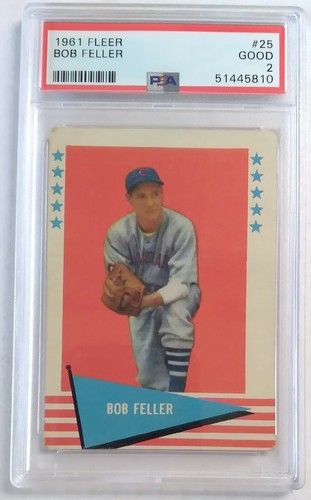 1961 FLEER #25
BOB FELLER GOOD
2
PSA 51445810
C
BOB FELLER